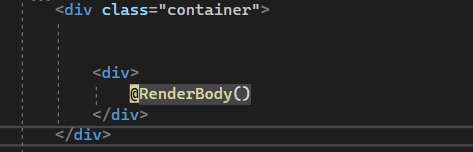 <div class="container">
<div>
@RenderBody()
</div>
</div>